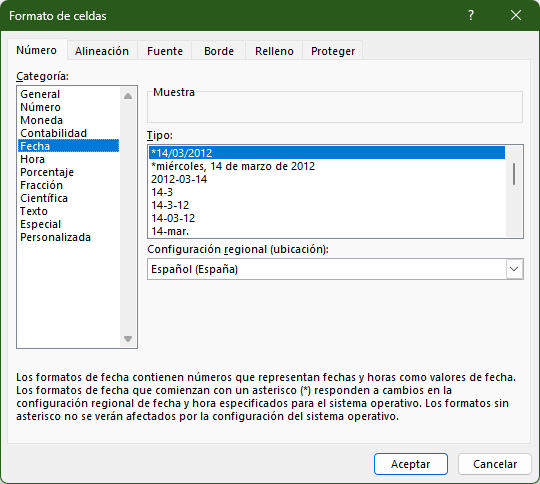 Formato de celdas
Número
Alineación
Fuente
Borde
Relleno
Proteger
Categoría:
General
Número
Moneda
Contabilidad
Fecha
Hora
Porcentaje
Fracción
Científica
Texto
Especial
Personalizada
Muestra
Tipo:
*14/03/2012
*miércoles, 14 de marzo de 2012
2012-03-14
14-3
14-3-12
14-03-12
14-mar.
Configuración regional (ubicación):
Español (España)
Los formatos de fecha contienen números que representan fechas y horas como valores de fecha.
Los formatos de fecha que comienzan con un asterisco (*) responden a cambios en la
configuración regional de fecha y hora especificados para el sistema operativo. Los formatos sin
asterisco no se verán afectados por la configuración del sistema operativo.
Aceptar
Cancelar